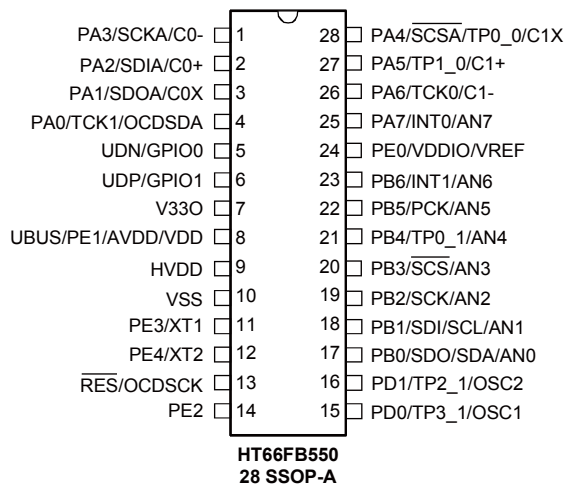 PA3/SCKA/C0- 1 28 PA4/SCSA/TP0_0/C1X
PA2/SDIA/C0+ 2 27 PA5/TP1_0/C1+
PA1/SDOA/C0X 3 26 PA6/TCK0/C1-
PA0/TCK1/OCDSDA 4 25 PA7/INT0/AN7
UDN/GPIO0 5 24 PE0/VDDIO/VREF
UDP/GPIO1 6 23 PB6/INT1/AN6
V33O 7 22 PB5/PCK/AN5
UBUS/PE1/AVDD/VDD 8 21 PB4/TP0_1/AN4
HVDD 9 20 PB3/SCS/AN3
VSS 10 19 PB2/SCK/AN2
PE3/XT1 11 18 PB1/SDI/SCL/AN1
PE4/XT2 12 17 PB0/SDO/SDA/AN0
RES/OCDSCK 13 16 PD1/TP2_1/OSC2
PE2 14 15 PD0/TP3_1/OSC1
HT66FB550
28 SSOP-A